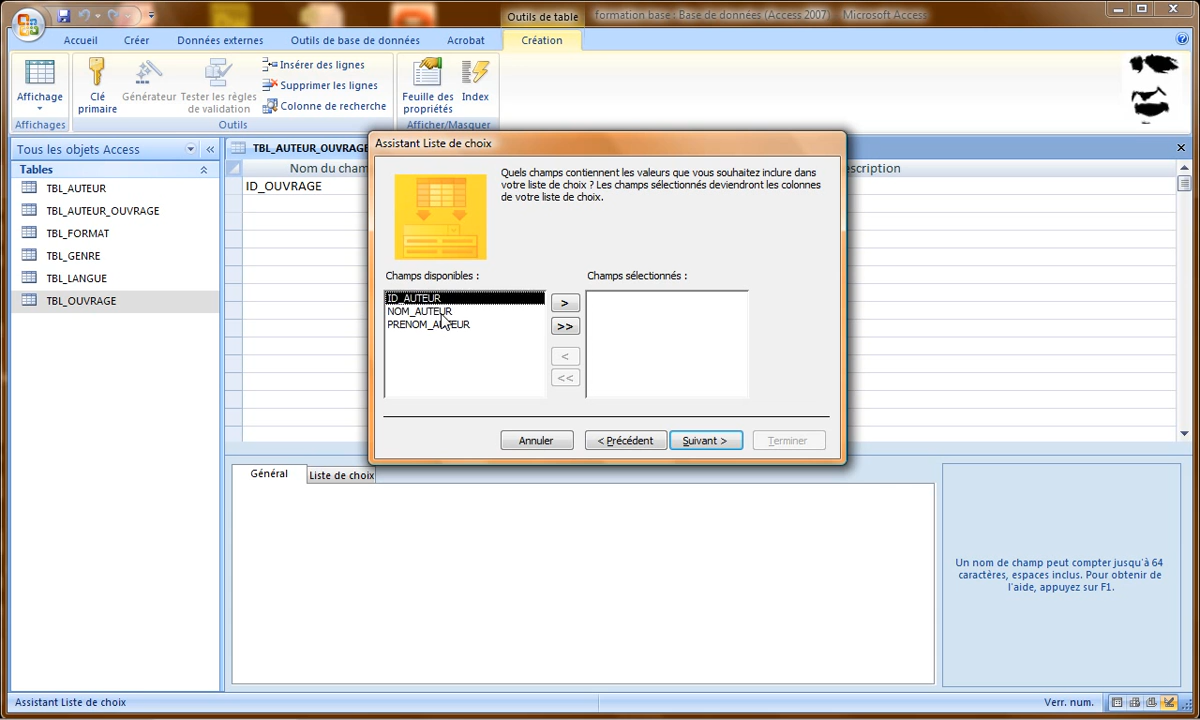 Outils de table
formation base : Base de données (Access 2007) - Microsoft Access
Accueil
Créer
Données externes
Outils de base de données
Acrobat
Création
Affichage
Clé primaire
Générateur
Tester les règles de validation
Insérer des lignes
Supprimer les lignes
Colonne de recherche
Feuille des propriétés
Index
Affichages
Outils
Afficher/Masquer
Tous les objets Access
Tables
TBL_AUTEUR
TBL_AUTEUR_OUVRAGE
TBL_FORMAT
TBL_GENRE
TBL_LANGUE
TBL_OUVRAGE
TBL_AUTEUR_OUVRAGE
Nom du cham
escription
ID_OUVRAGE
Assistant Liste de choix
Quels champs contiennent les valeurs que vous souhaitez inclure dans
votre liste de choix ? Les champs sélectionnés deviendront les colonnes
de votre liste de choix.
Champs disponibles :
Champs sélectionnés :
ID_AUTEUR
NOM_AUTEUR
PRENOM_AUTEUR
>
>>
<
<<
Annuler
< Précédent
Suivant >
Terminer
Général
Liste de choix
Un nom de champ peut compter jusqu'à 64
caractères, espaces inclus. Pour obtenir de
l'aide, appuyez sur F1.
Assistant Liste de choix
Verr. num.